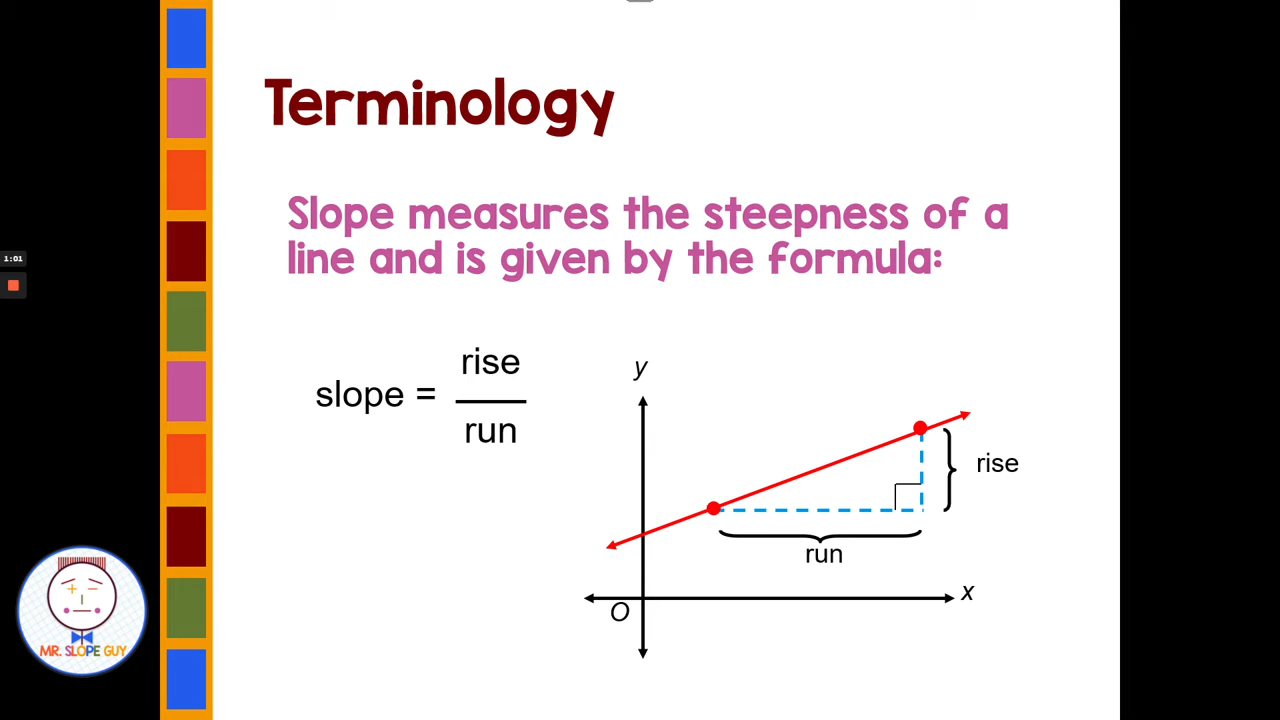 Terminology
Slope measures the steepness of a
line and is given by the formula:
1:01
slope =
rise
run
y
rise
run
x
O
MR. SLOPE GUY